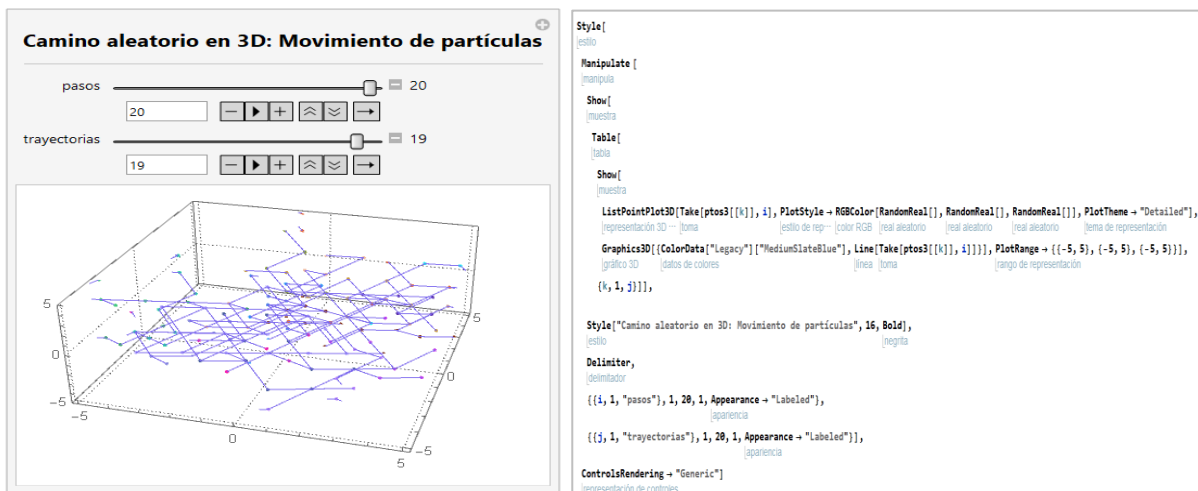 Camino aleatorio en 3D: Movimiento de partículas
pasos 20
20
trayectorias 19
19
5
0
-5
-5
0
5
5
0
-5
Style[
estilo
Manipulate [
manipula
Show[
muestra
Table[
tabla
Show[
muestra
ListPointPlot3D[Take[ptos3[[k]], i], PlotStyle → RGBColor[RandomReal[], RandomReal[], RandomReal[]], PlotTheme → "Detailed"],
representación 3D ⋯ toma estilo de rep⋯ color RGB real aleatorio real aleatorio real aleatorio tema de representación
Graphics3D[{ColorData["Legacy"]["MediumSlateBlue"], Line[Take[ptos3[[k]], i]]}], PlotRange → {{-5, 5}, {-5, 5}, {-5, 5}}],
gráfico 3D datos de colores línea toma rango de representación
{k, 1, j}]],
Style["Camino aleatorio en 3D: Movimiento de partículas", 16, Bold],
estilo negrita
Delimiter,
delimitador
{{i, 1, "pasos"}, 1, 20, 1, Appearance → "Labeled"},
apariencia
{{j, 1, "trayectorias"}, 1, 20, 1, Appearance → "Labeled"}],
apariencia
ControlsRendering → "Generic"]
representación de controles